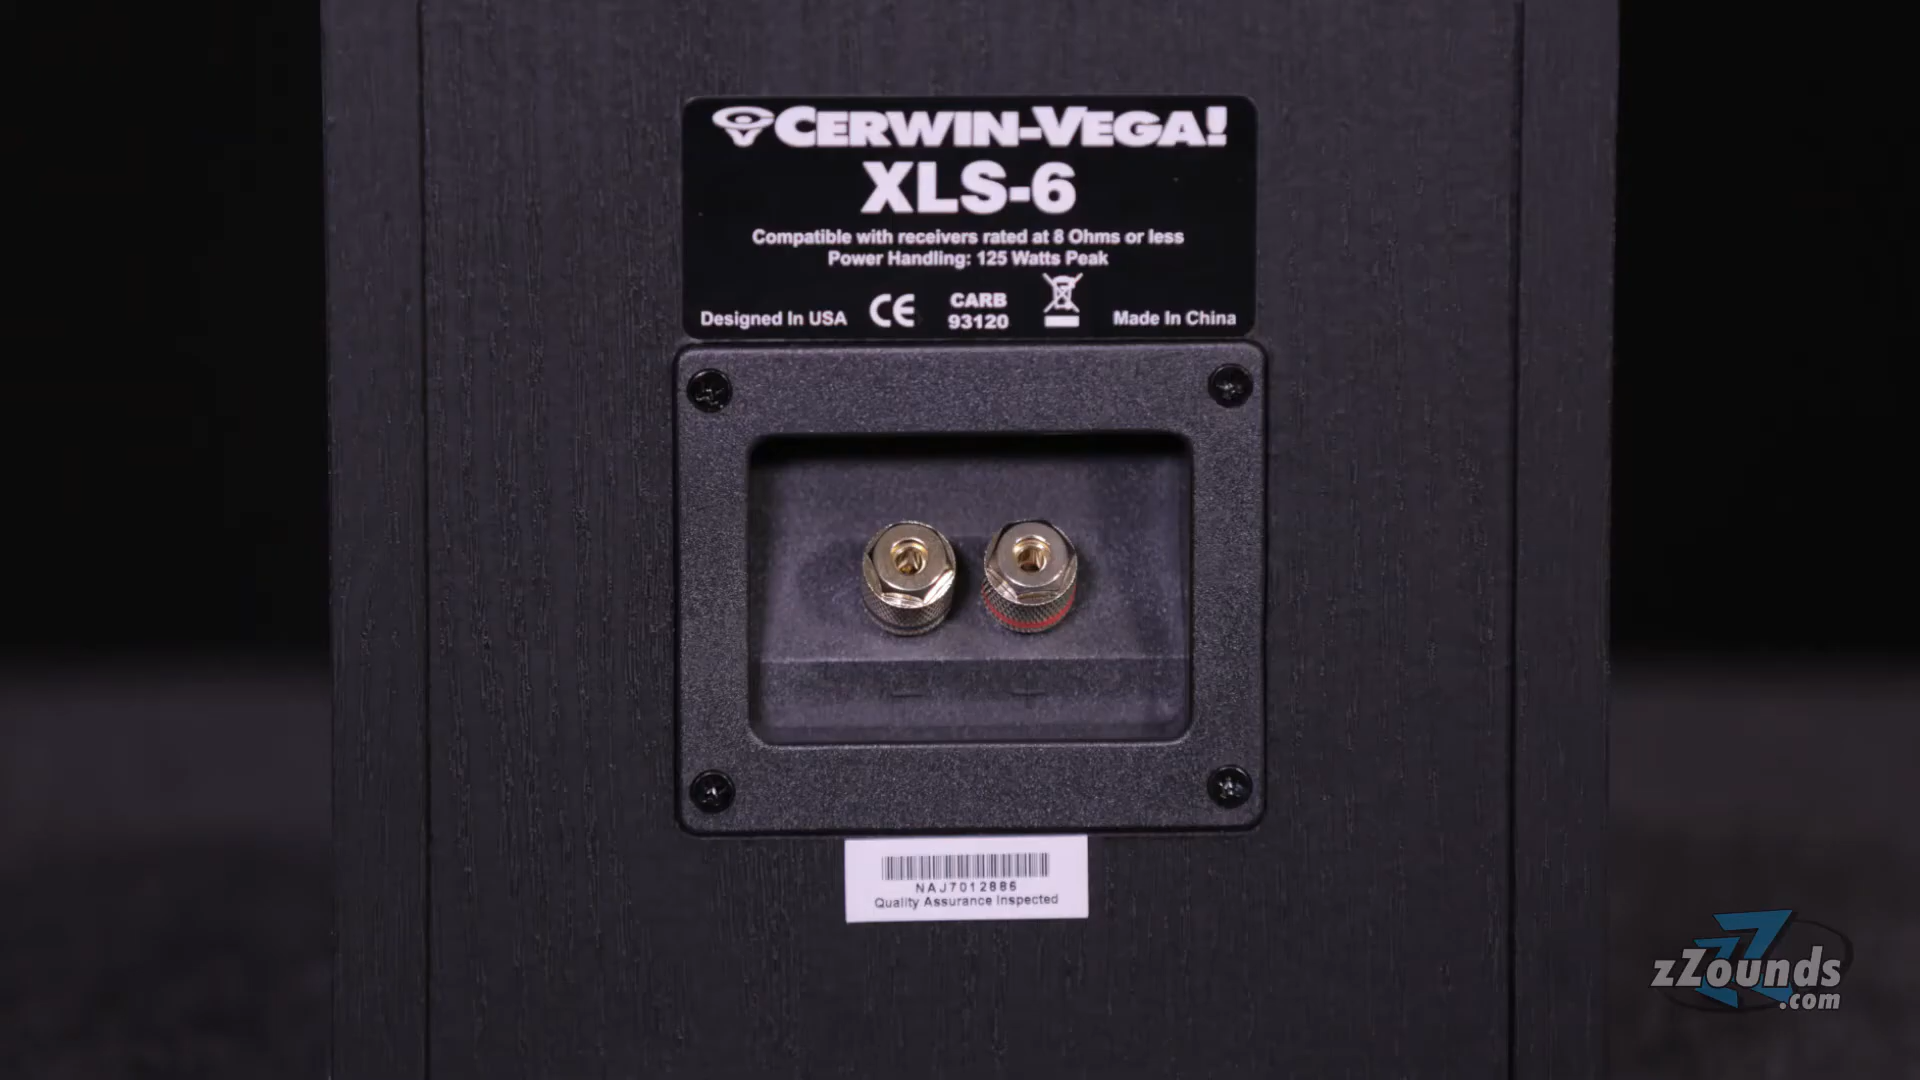 CERWIN-VEGA!
XLS-6
Compatible with receivers rated at 8 Ohms or less
Power Handling: 125 Watts Peak
Designed In USA CE CARB 93120 Made In China
- +
NAJ7012886
Quality Assurance Inspected
zZounds
.com